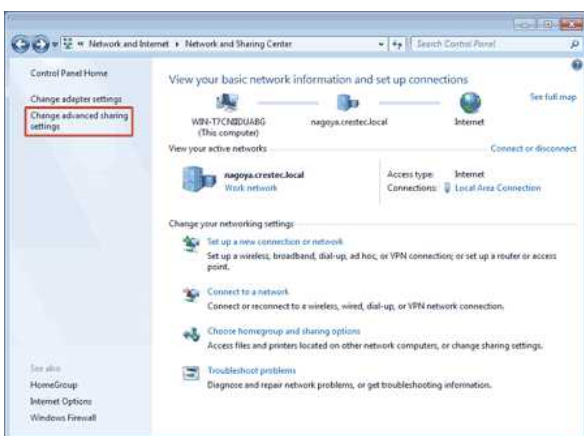 « Network and Internet ▸ Network and Sharing Center
Search Control Panel
Control Panel Home
Change adapter settings
Change advanced sharing
settings
View your basic network information and set up connections
See full map
nagoya.crestec.local
Internet
(This computer)
View your active networks
Connect or disconnect
nagoya.crestec.local
Work network
Access type: Internet
Connections: Local Area Connection
Change your networking settings
Set up a new connection or network
Set up a wireless, broadband, dial-up, ad hoc, or VPN connection; or set up a router or access
point.
Connect to a network
Connect or reconnect to a wireless, wired, dial-up, or VPN network connection.
Choose homegroup and sharing options
Access files and printers located on other network computers, or change sharing settings.
Troubleshoot problems
Diagnose and repair network problems, or get troubleshooting information.
See also
HomeGroup
Internet Options
Windows Firewall